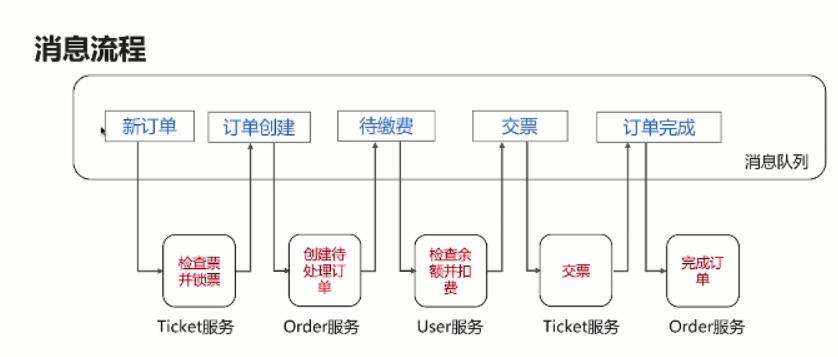 消息流程
新订单
订单创建
待缴费
交票
订单完成
消息队列
检查票
并锁票
创建待
处理订
单
检查余
额并扣
费
交票
完成订
单
Ticket服务
Order服务
User服务
Ticket服务
Order服务